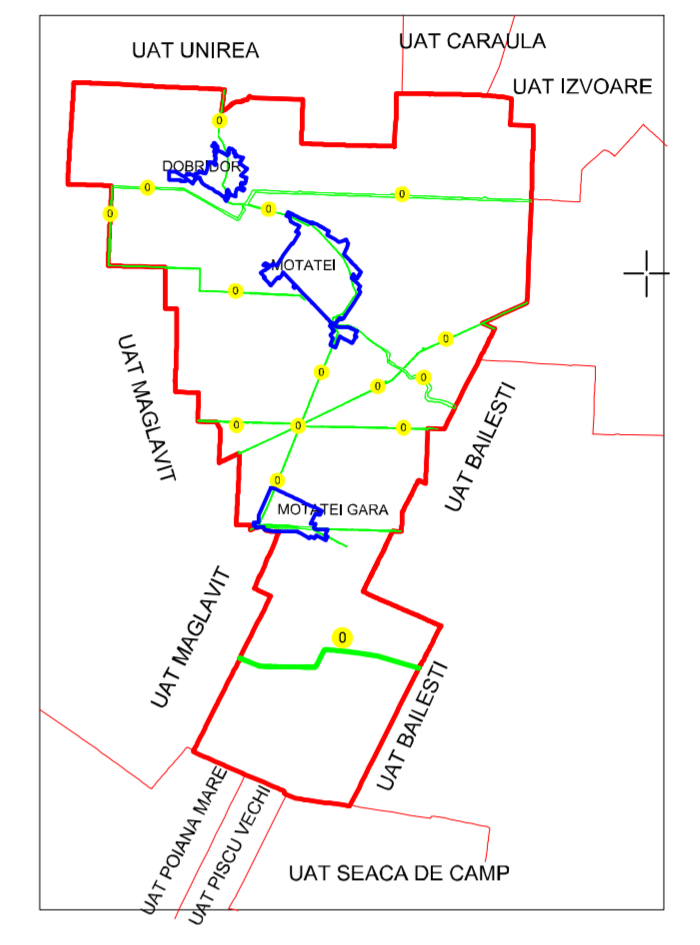 UAT UNIREA
UAT CARAULA
UAT IZVOARE
0
DOBRIDOR
0
0
0
0
MOTATEI
0
0
UAT MAGLAVIT
0
0
0
UAT BAILESTI
0
0
0
0
MOTATEI GARA
UAT MAGLAVIT
0
UAT BAILESTI
UAT POIANA MARE
UAT PISCU VECHI
UAT SEACA DE CAMP